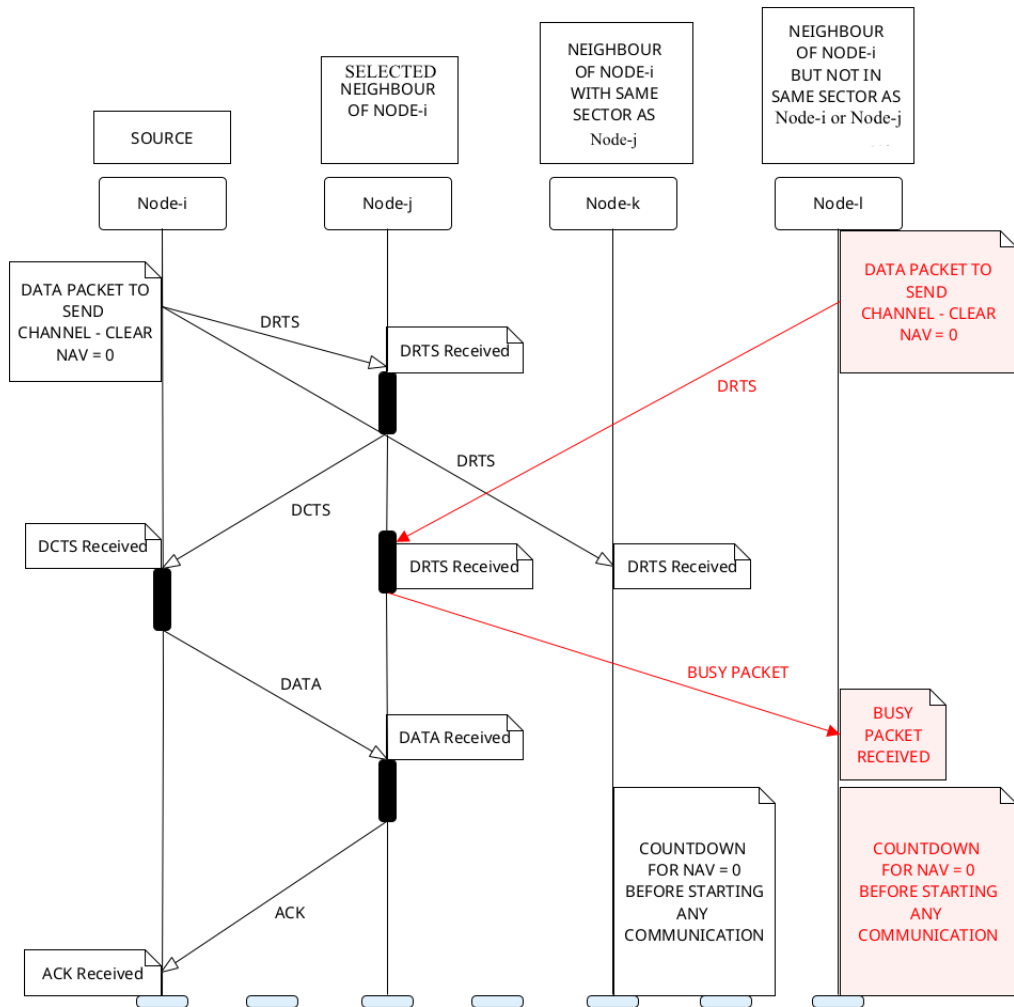 SOURCE
SELECTED
NEIGHBOUR
OF NODE-i
NEIGHBOUR
OF NODE-i
WITH SAME
SECTOR AS
Node-j
NEIGHBOUR
OF NODE-i
BUT NOT IN
SAME SECTOR AS
Node-i or Node-j
Node-i
Node-j
Node-k
Node-l
DATA PACKET TO
SEND
CHANNEL - CLEAR
NAV = 0
DATA PACKET TO
SEND
CHANNEL - CLEAR
NAV = 0
DRTS
DRTS Received
DRTS
DRTS
DCTS
DCTS Received
DRTS Received
DRTS Received
BUSY PACKET
DATA
DATA Received
BUSY
PACKET
RECEIVED
COUNTDOWN
FOR NAV = 0
BEFORE STARTING
ANY
COMMUNICATION
COUNTDOWN
FOR NAV = 0
BEFORE STARTING
ANY
COMMUNICATION
ACK
ACK Received